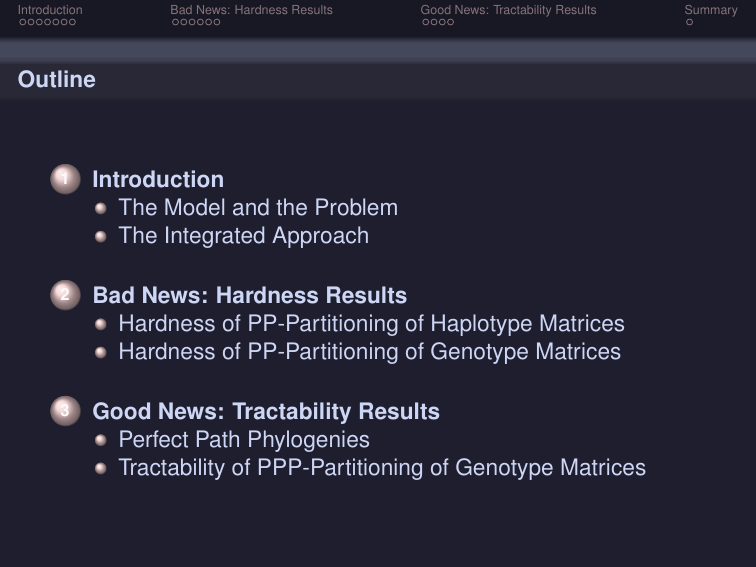 Introduction Bad News: Hardness Results Good News: Tractability Results Summary
Outline
1 Introduction
The Model and the Problem
The Integrated Approach
2 Bad News: Hardness Results
Hardness of PP-Partitioning of Haplotype Matrices
Hardness of PP-Partitioning of Genotype Matrices
3 Good News: Tractability Results
Perfect Path Phylogenies
Tractability of PPP-Partitioning of Genotype Matrices